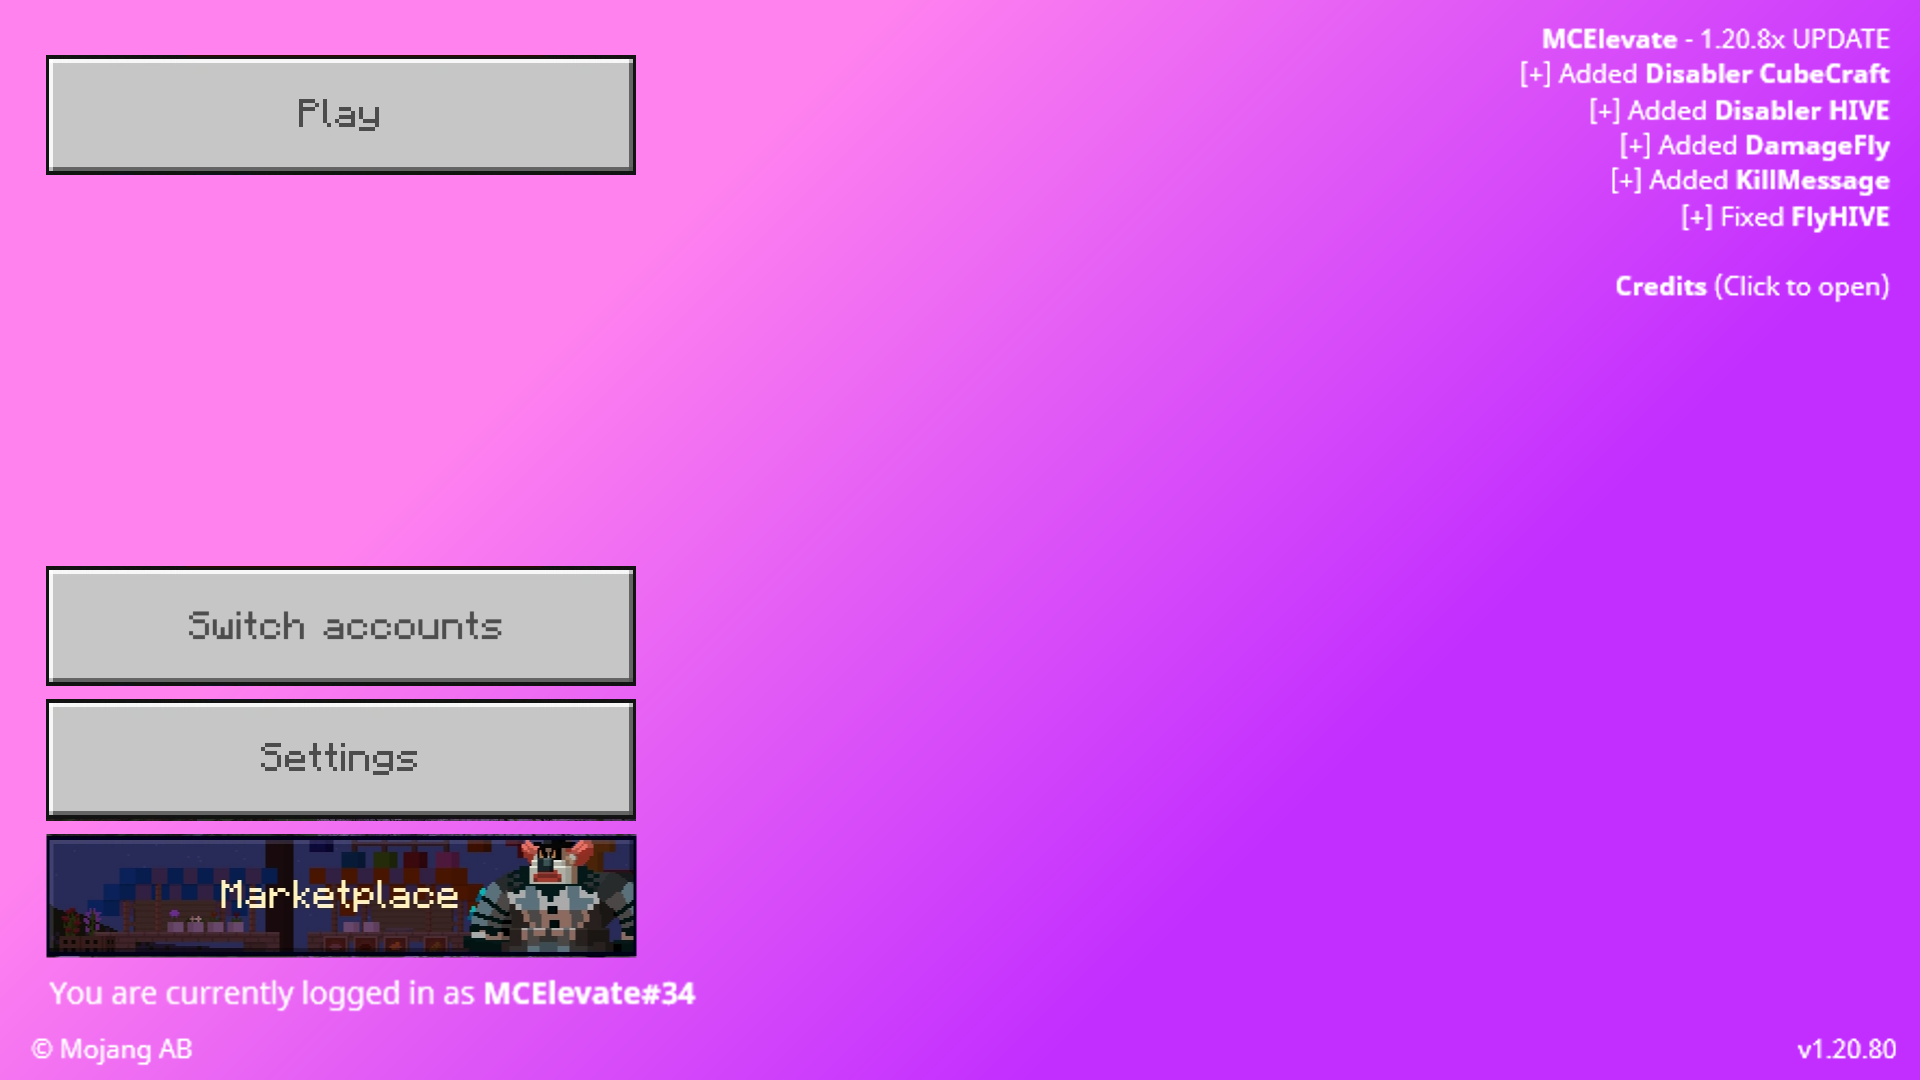 Play
Switch accounts
Settings
Marketplace
You are currently logged in as MCElevate#34
© Mojang AB
MCElevate - 1.20.8x UPDATE
[+] Added Disabler CubeCraft
[+] Added Disabler HIVE
[+] Added DamageFly
[+] Added KillMessage
[+] Fixed FlyHIVE
Credits (Click to open)
v1.20.80